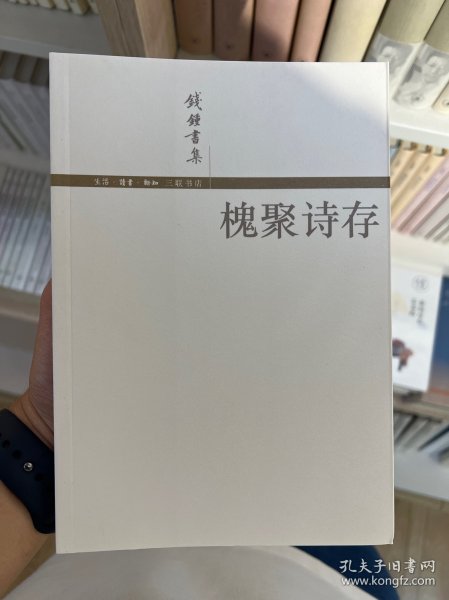 錢鍾書集
生活·讀書·新知 三联书店
槐聚诗存
孔夫子旧书网
www.kongfz.com